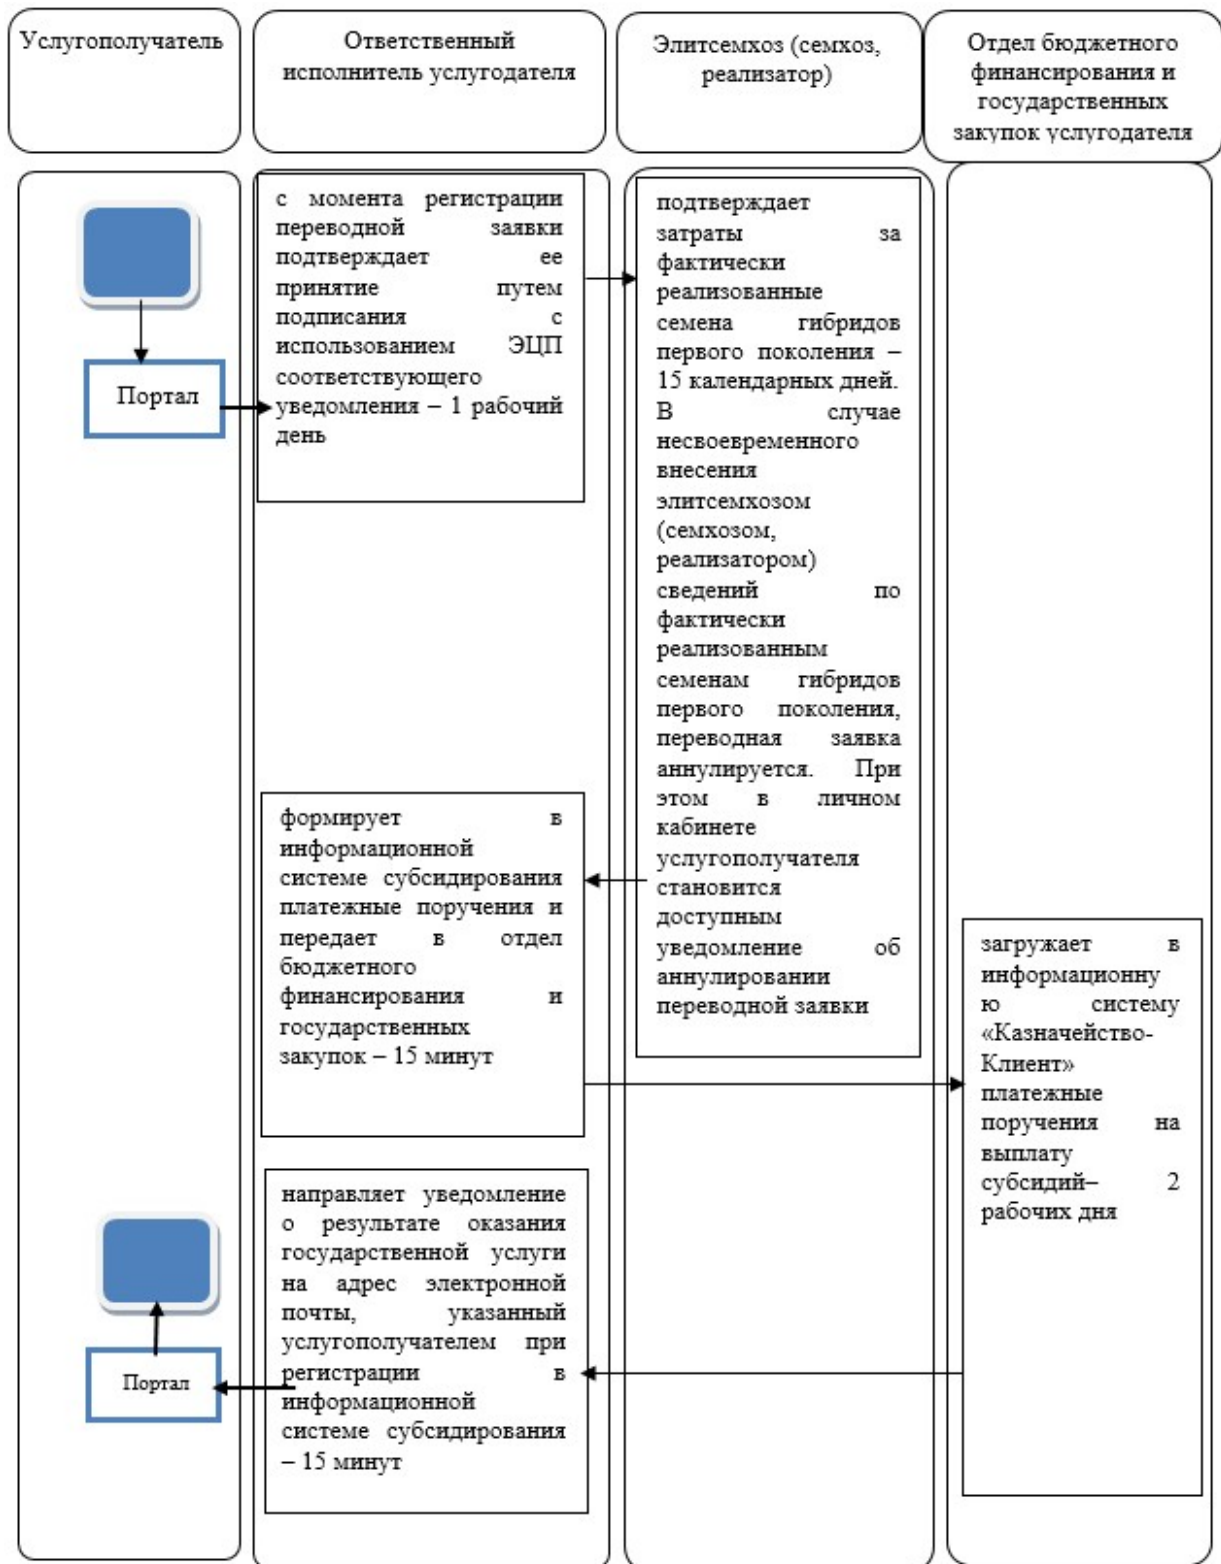 Услугополучатель
Ответственный
исполнитель услугодателя
Элитсемхоз (семхоз,
реализатор)
Отдел бюджетного
финансирования и
государственных
закупок услугодателя
Портал
с момента регистрации
переводной заявки
подтверждает ее
принятие путем
подписания с
использованием ЭЦП
соответствующего
уведомления – 1 рабочий
день
подтверждает
затраты за
фактически
реализованные
семена гибридов
первого поколения –
15 календарных дней.
В случае
несвоевременного
внесения
элитсемхозом
(семхозом,
реализатором)
сведений по
фактически
реализованным
семенам гибридов
первого поколения,
переводная заявка
аннулируется. При
этом в личном
кабинете
услугополучателя
становится
доступным
уведомление об
аннулировании
переводной заявки
формирует в
информационной
системе субсидирования
платежные поручения и
передает в отдел
бюджетного
финансирования и
государственных
закупок – 15 минут
загружает в
информационну
ю систему
«Казначейство-
Клиент»
платежные
поручения на
выплату
субсидий– 2
рабочих дня
направляет уведомление
о результате оказания
государственной услуги
на адрес электронной
почты, указанный
услугополучателем при
регистрации в
информационной
системе субсидирования
– 15 минут
Портал